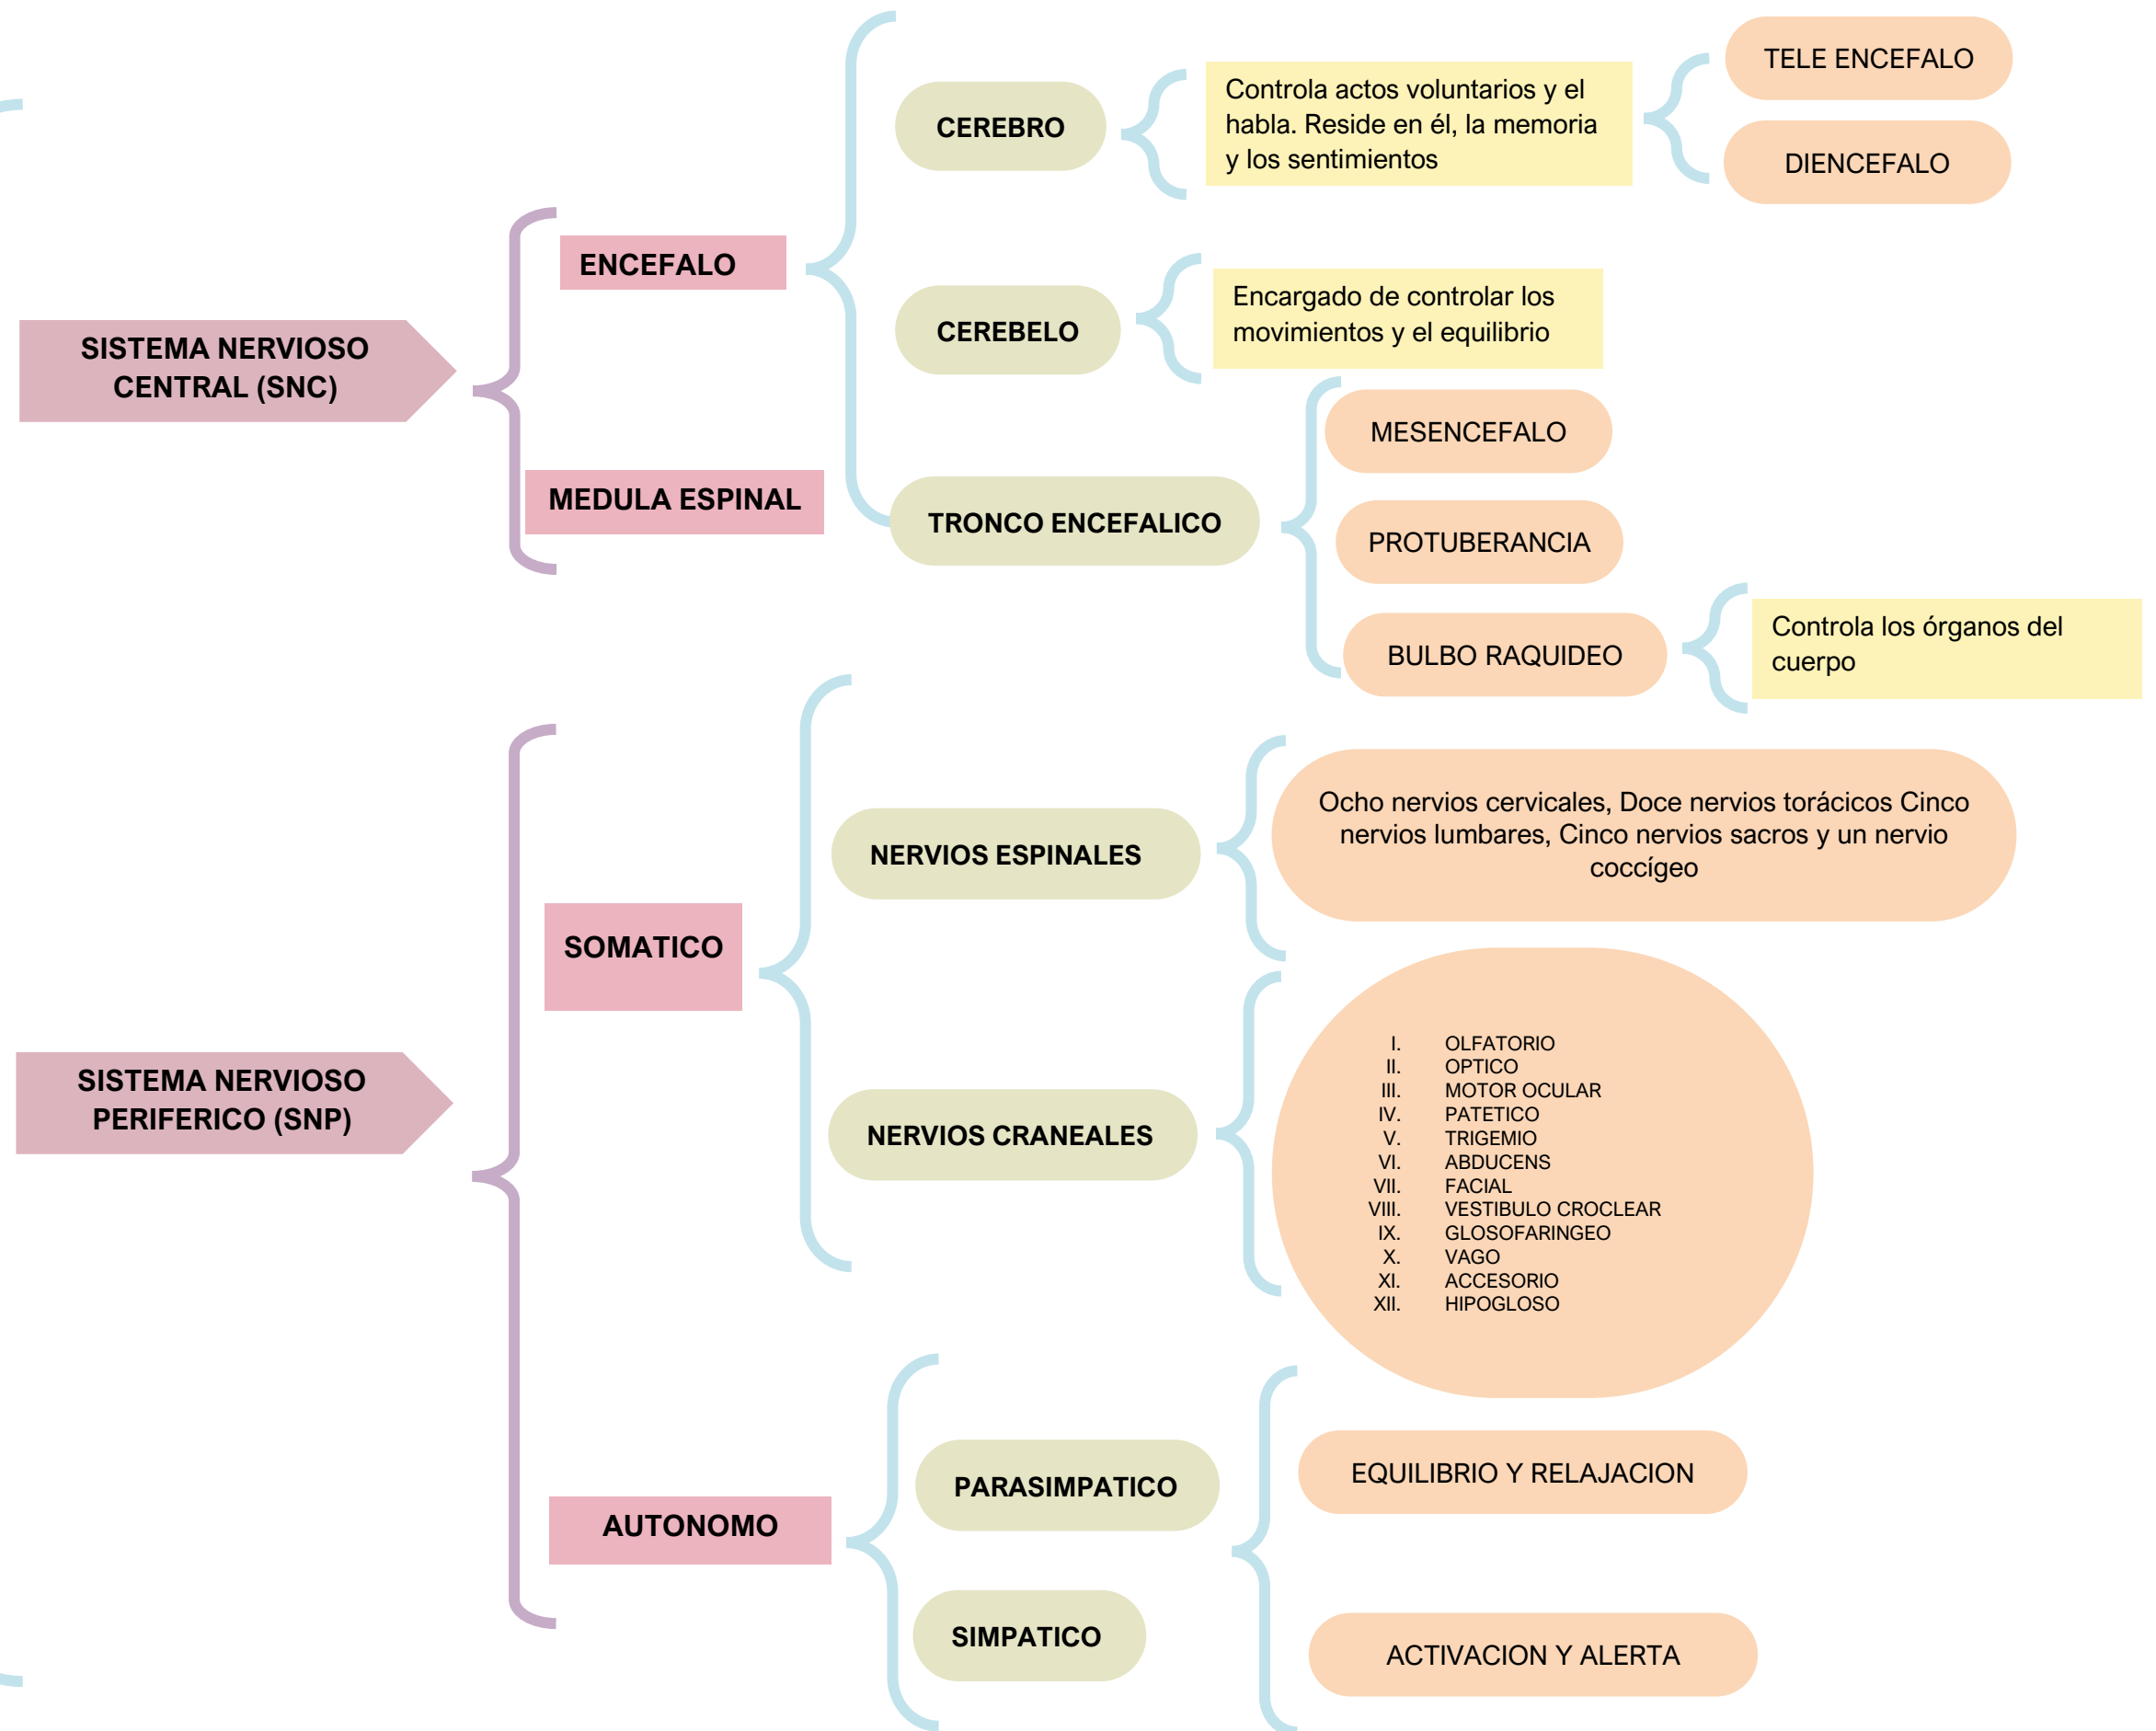 SISTEMA NERVIOSO
CENTRAL (SNC)
ENCEFALO
CEREBRO
Controla actos voluntarios y el
habla. Reside en él, la memoria
y los sentimientos
TELE ENCEFALO
DIENCEFALO
CEREBELO
Encargado de controlar los
movimientos y el equilibrio
TRONCO ENCEFALICO
MESENCEFALO
PROTUBERANCIA
BULBO RAQUIDEO
Controla los órganos del
cuerpo
MEDULA ESPINAL
SISTEMA NERVIOSO
PERIFERICO (SNP)
SOMATICO
NERVIOS ESPINALES
Ocho nervios cervicales, Doce nervios torácicos Cinco
nervios lumbares, Cinco nervios sacros y un nervio
coccígeo
NERVIOS CRANEALES
I. OLFATORIO
II. OPTICO
III. MOTOR OCULAR
IV. PATETICO
V. TRIGEMIO
VI. ABDUCENS
VII. FACIAL
VIII. VESTIBULO CROCLEAR
IX. GLOSOFARINGEO
X. VAGO
XI. ACCESORIO
XII. HIPOGLOSO
AUTONOMO
PARASIMPATICO
SIMPATICO
EQUILIBRIO Y RELAJACION
ACTIVACION Y ALERTA